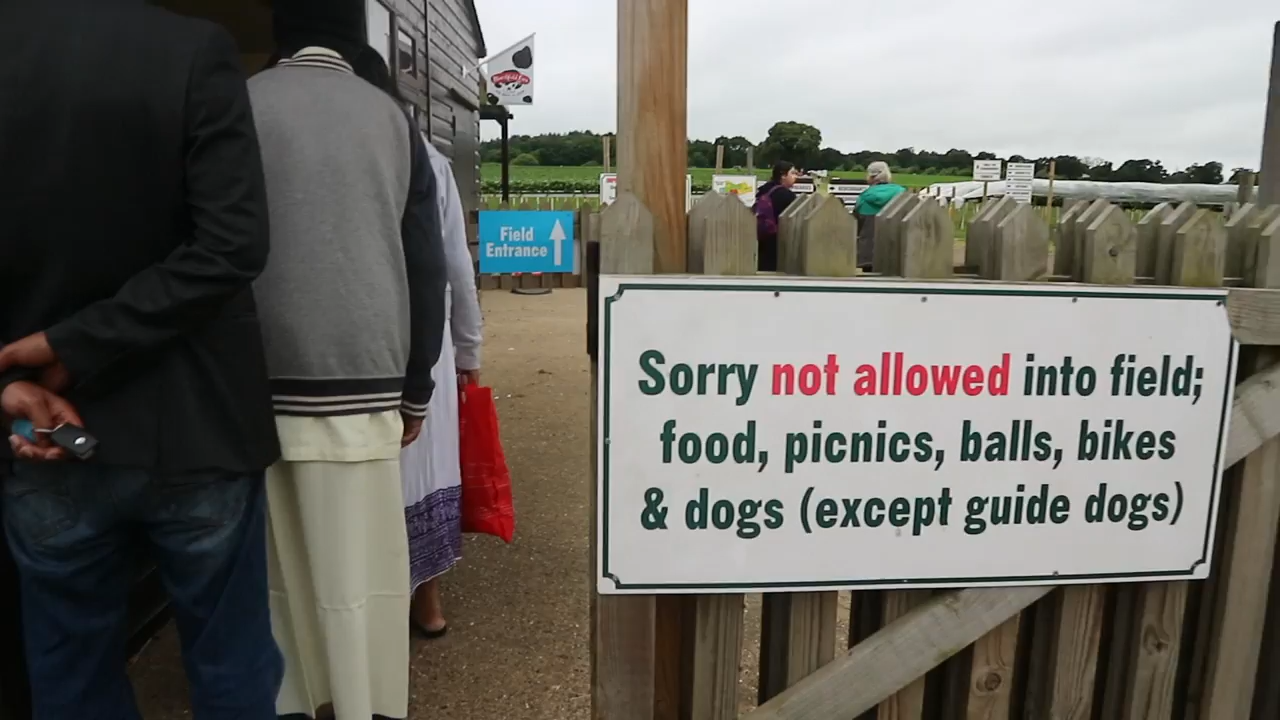 Field
Entrance
Sorry not allowed into field;
food, picnics, balls, bikes
& dogs (except guide dogs)